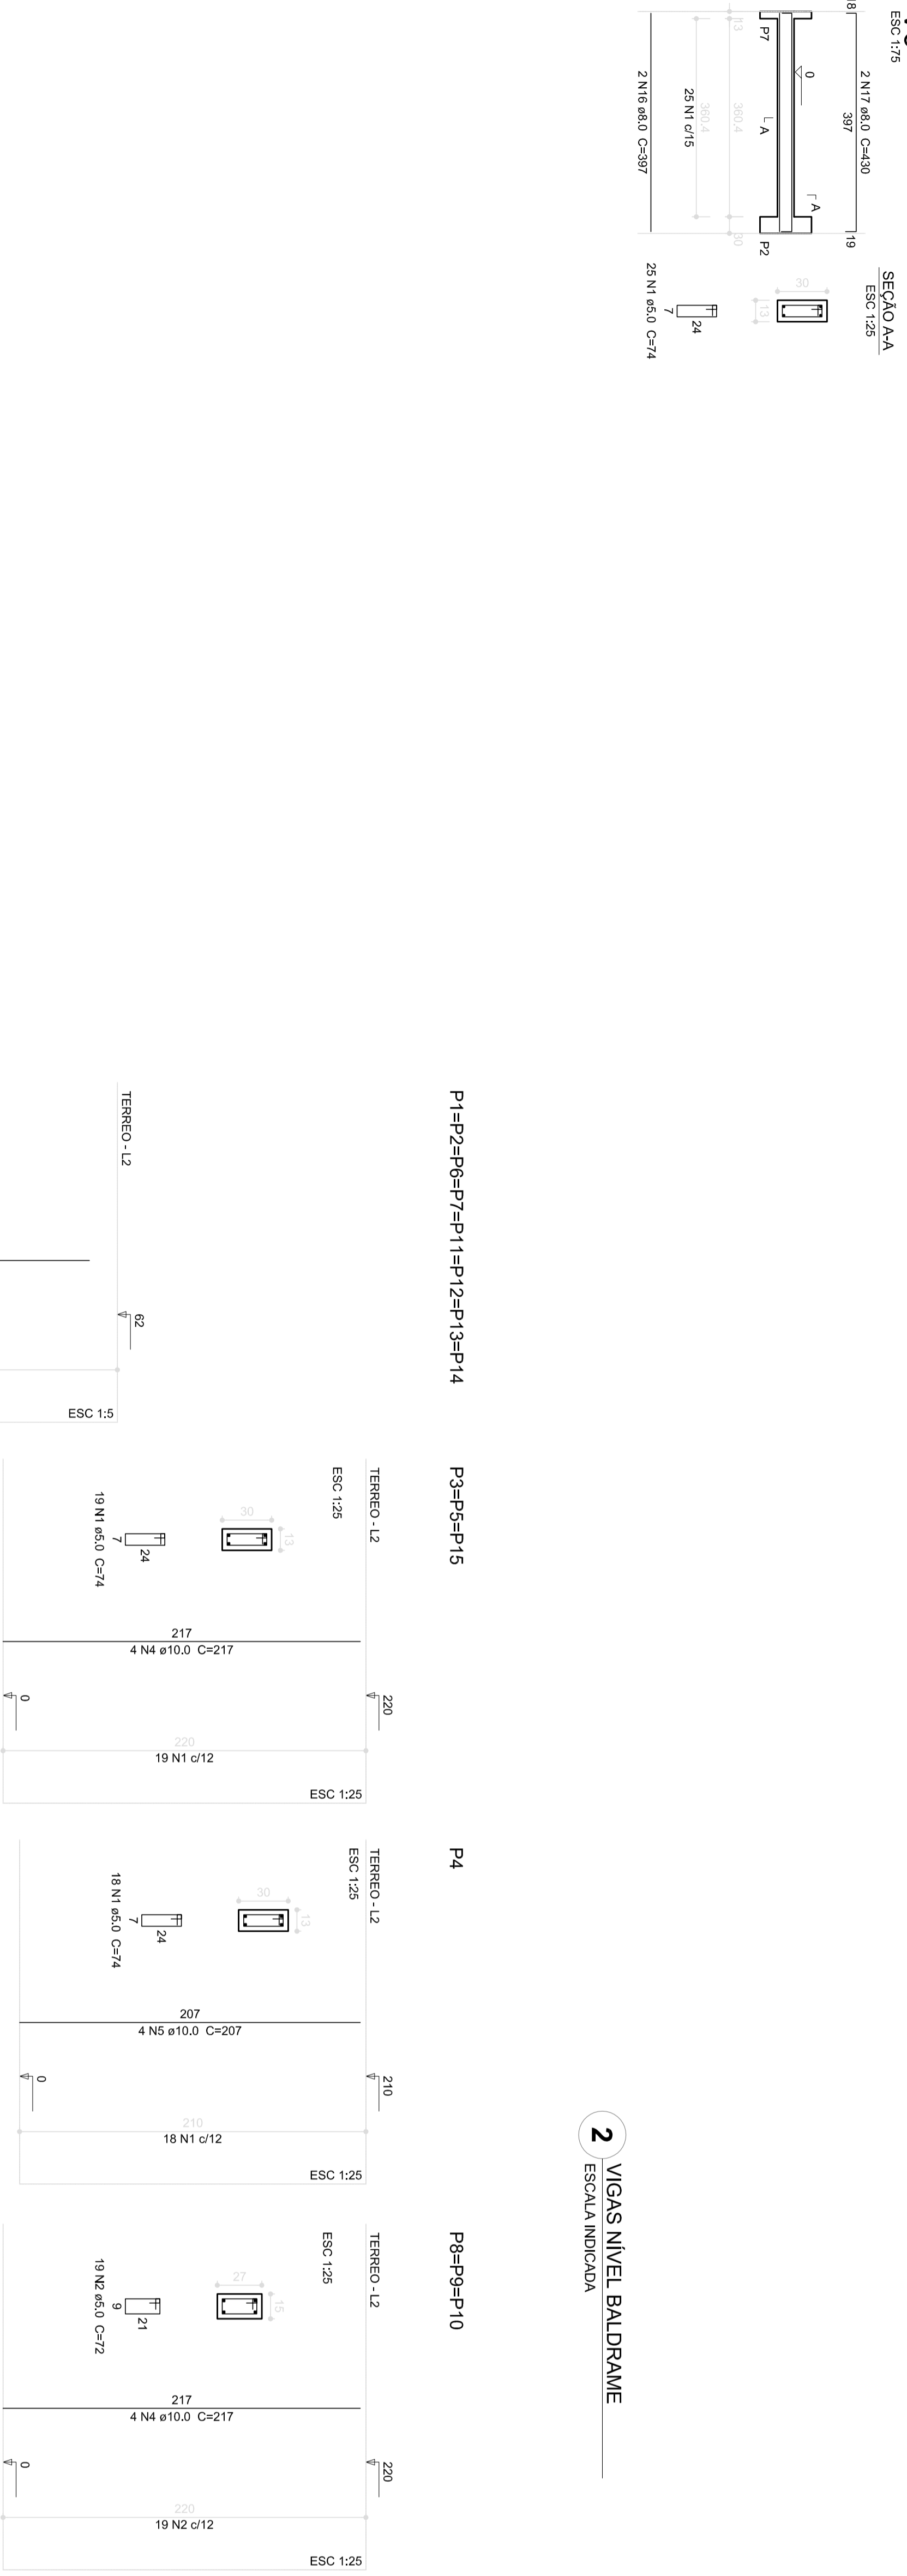 ESC 1:75
2 N17 ø8.0  C=430
397
19
0
A
P7
A
P2
13
360.4
30
360.4
25 N1 c/15
2 N16 ø8.0  C=397
SEÇÃO A-A
ESC 1:25
30
13
24
7
25 N1 ø5.0  C=74
2
VIGAS NÍVEL BALDRAME
ESCALA INDICADA
P1=P2=P6=P7=P11=P12=P13=P14
TERREO - L2
62
ESC 1:5
P3=P5=P15
TERREO - L2
ESC 1:25
30
13
24
7
19 N1 ø5.0  C=74
217
4 N4 ø10.0  C=217
220
0
220
19 N1 c/12
ESC 1:25
P4
TERREO - L2
ESC 1:25
30
13
24
7
18 N1 ø5.0  C=74
207
4 N5 ø10.0  C=207
210
0
210
18 N1 c/12
ESC 1:25
P8=P9=P10
TERREO - L2
ESC 1:25
27
15
21
9
19 N2 ø5.0  C=72
217
4 N4 ø10.0  C=217
220
0
220
19 N2 c/12
ESC 1:25